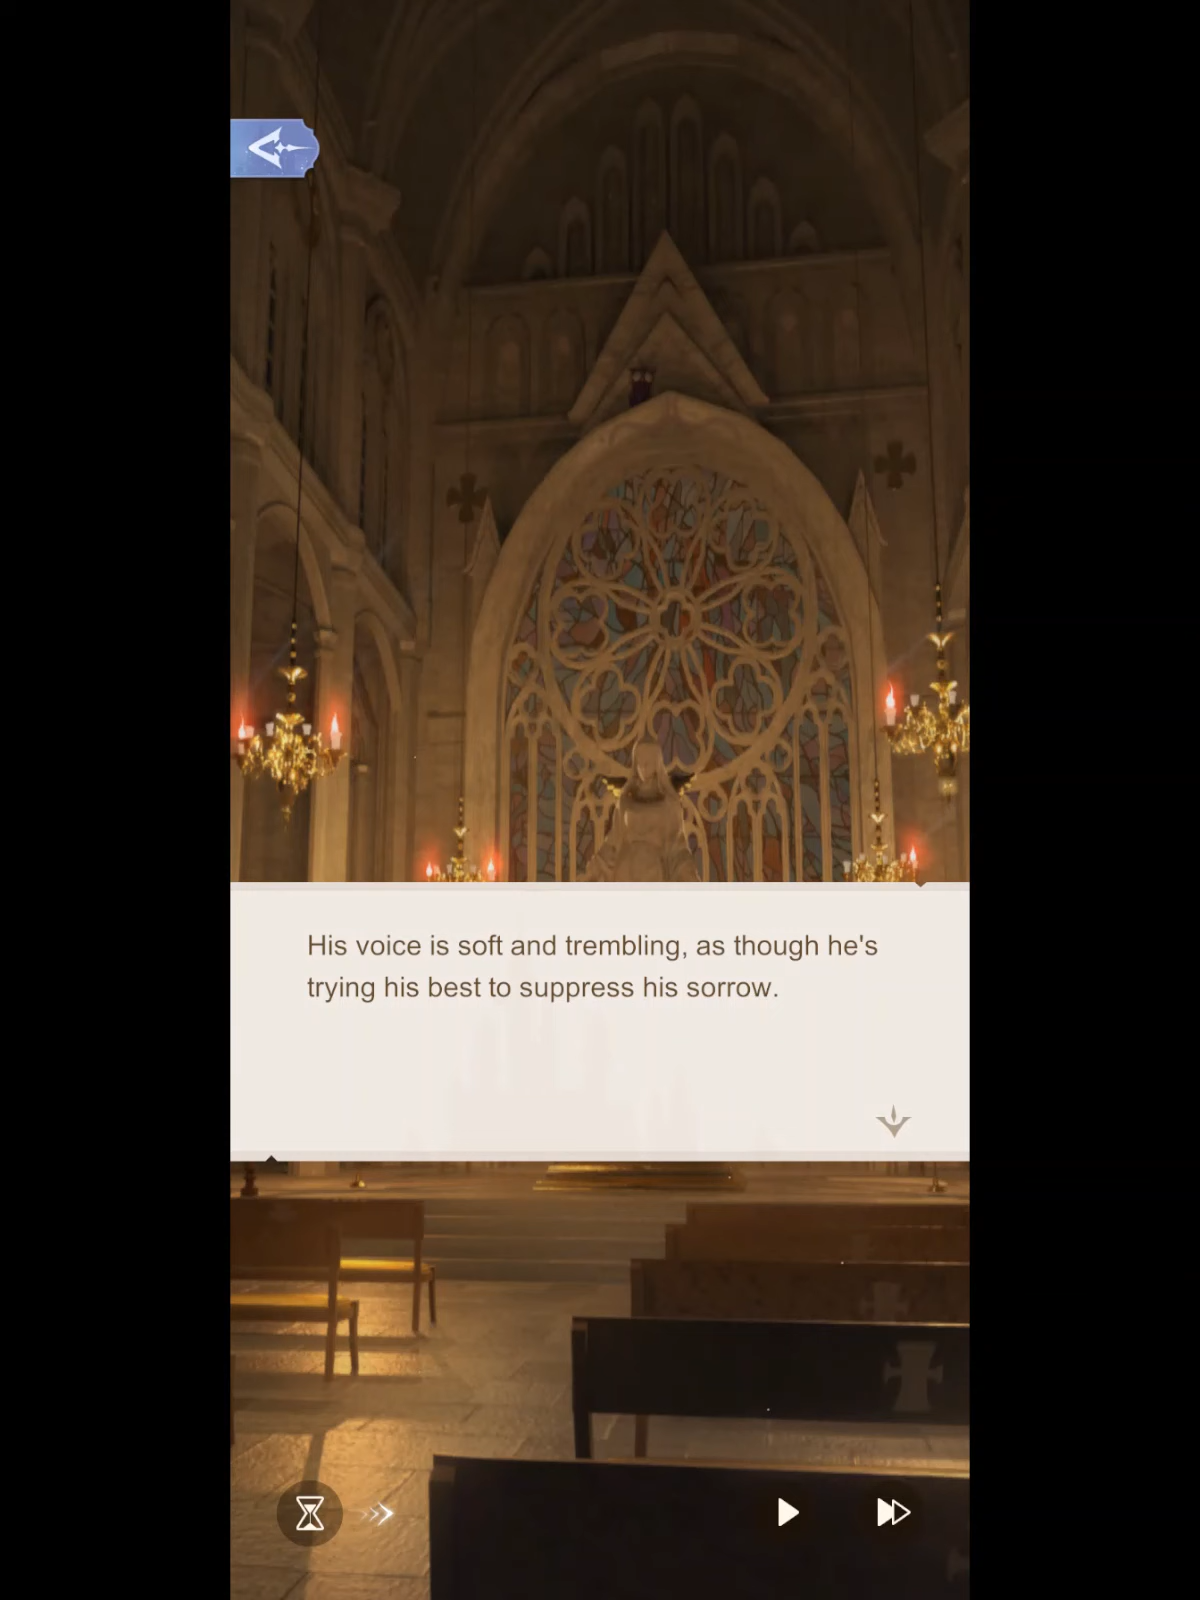 His voice is soft and trembling, as though he's
trying his best to suppress his sorrow.